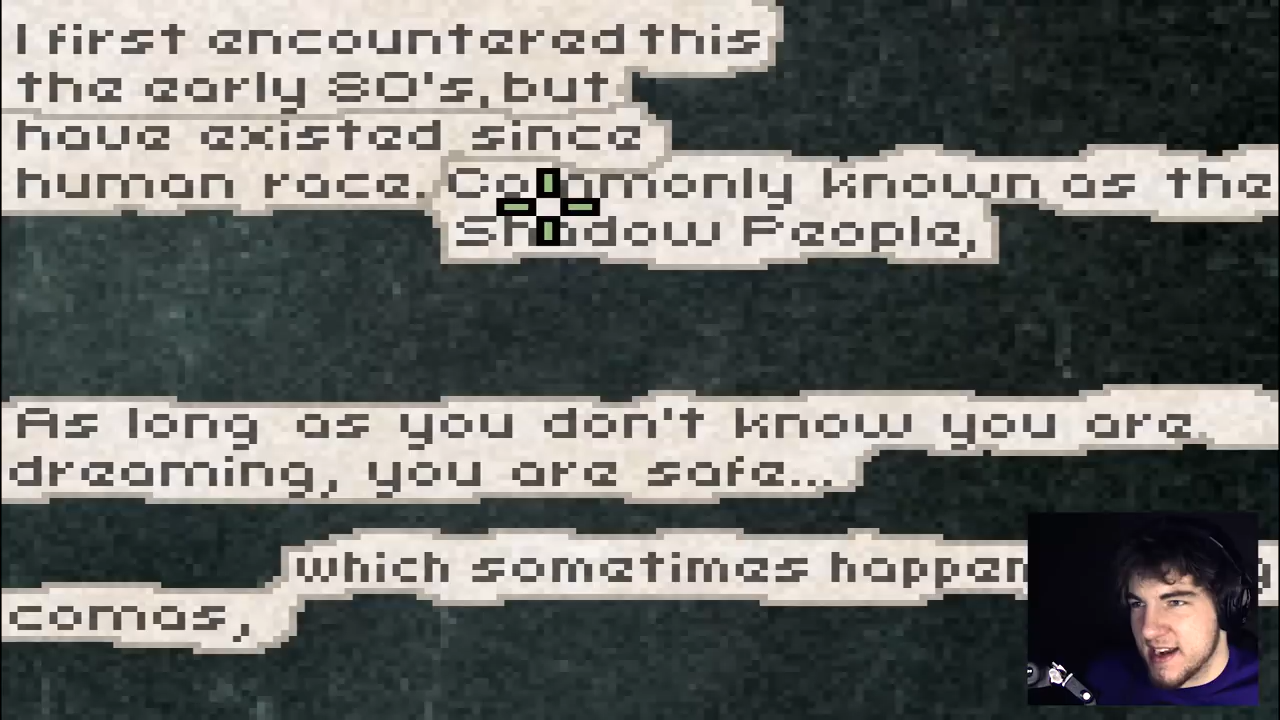 I first encountered this
the early 80's, but
have existed since
human race. Commonly known as the
Shadow People,
As long as you don't know you are
dreaming, you are safe...
which sometimes happen
comas,